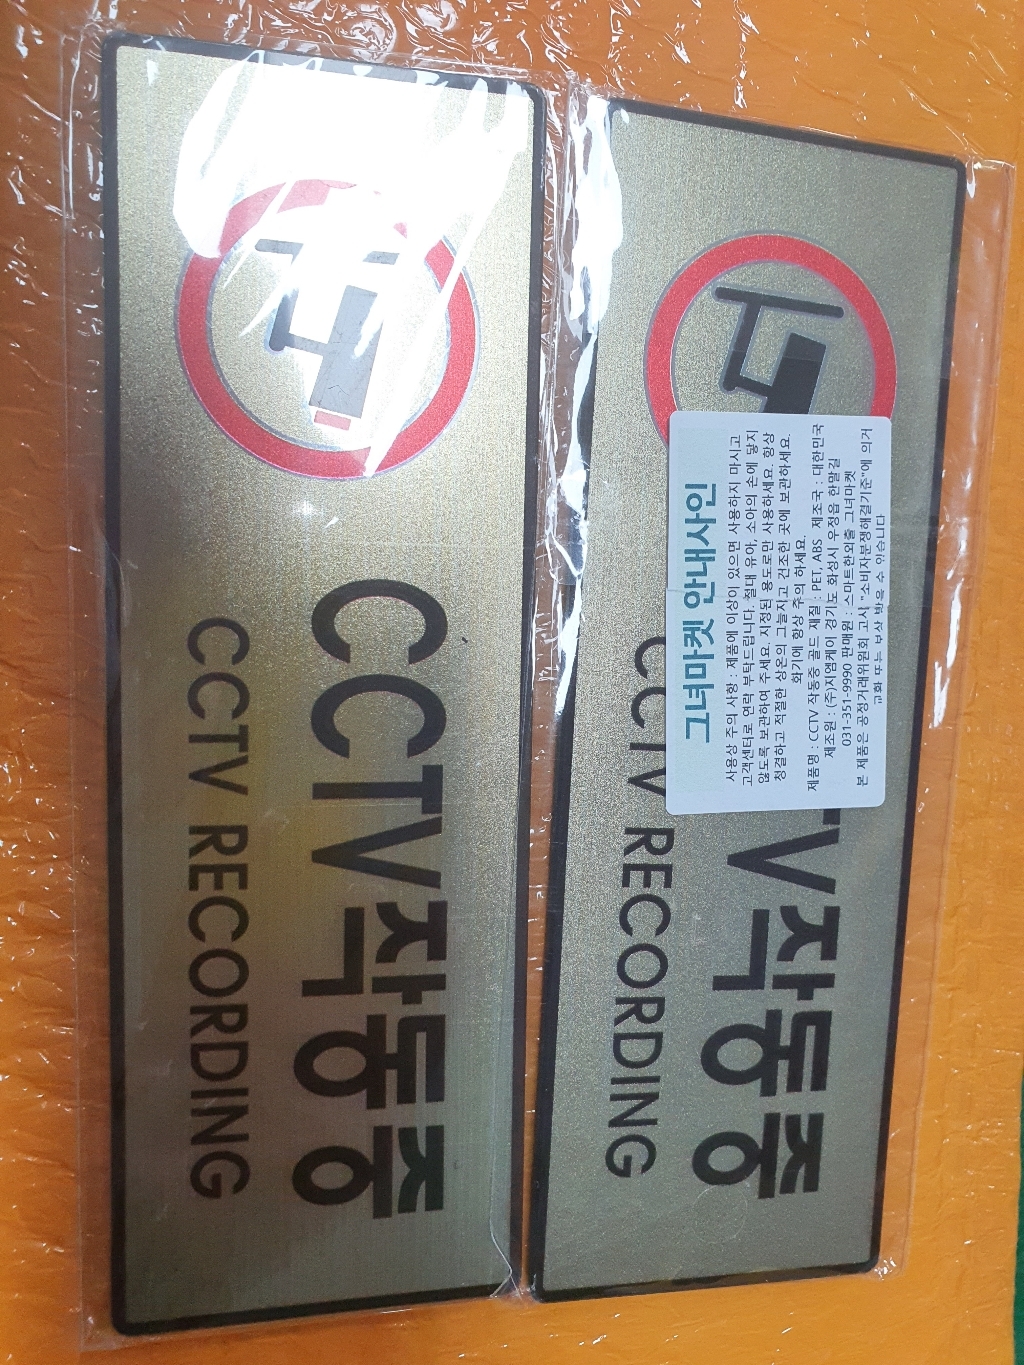 CCTV작동중
CCTV RECORDING
그녀마켓 안내사인
사용상 주의 사항 : 제품에 이상이 있으면 사용하지 마시고
고객센터로 연락 부탁드립니다. 절대 유아, 소아의 손에 닿지
않도록 보관하여 주세요. 지정된 용도로만 사용하세요. 항상
청결하고 적절한 상온의 그늘지고 건조한 곳에 보관하세요.
화기에 항상 주의 하세요.
제품명 : CCTV 작동중 골드 재질 : PET, ABS 제조국 : 대한민국
제조원 : (주)지엠케이 경기도 화성시 우정읍 한말길
031-351-9990 판매원 : 스마트한외출 그녀마켓
본 제품은 공정거래위원회 고시 "소비자분쟁해결기준"에 의거
교환 또는 보상 받을 수 있습니다
TV작동중
CCTV RECORDING